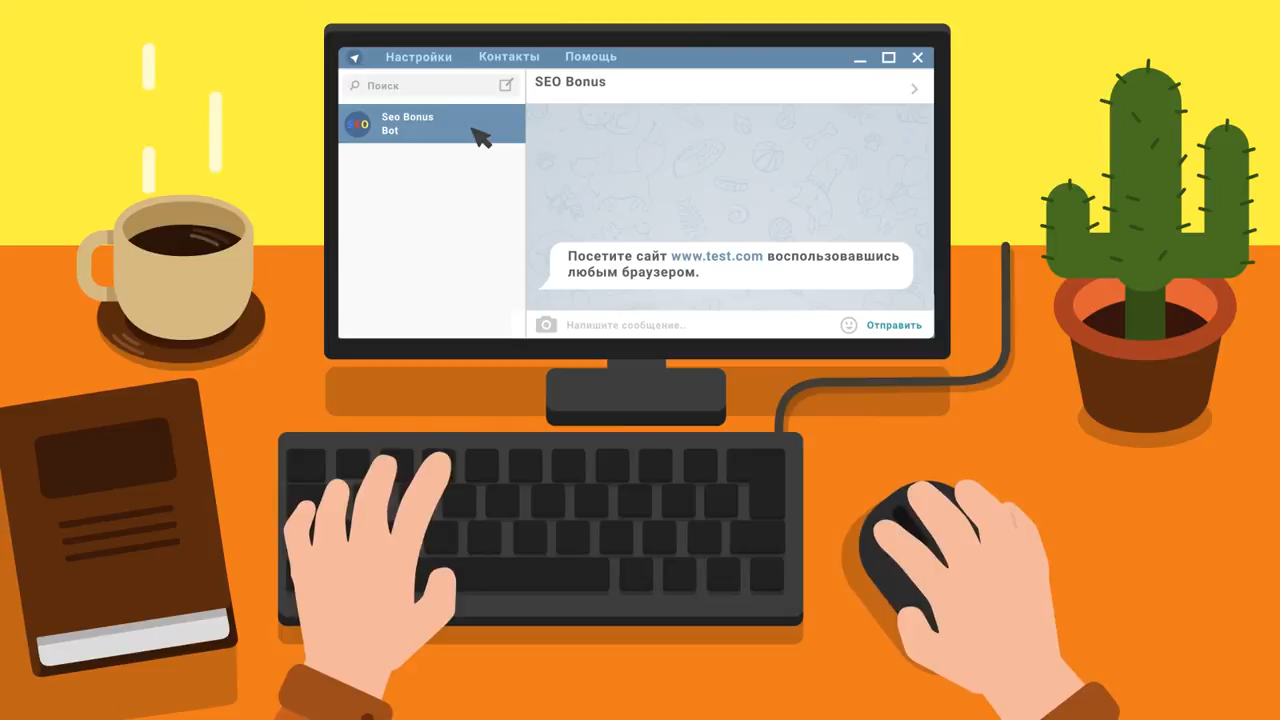 Настройки Контакты Помощь
Поиск
SEO Bonus
SEO
Seo Bonus
Bot
Посетите сайт www.test.com воспользовавшись
любым браузером.
Напишите сообщение..
Отправить